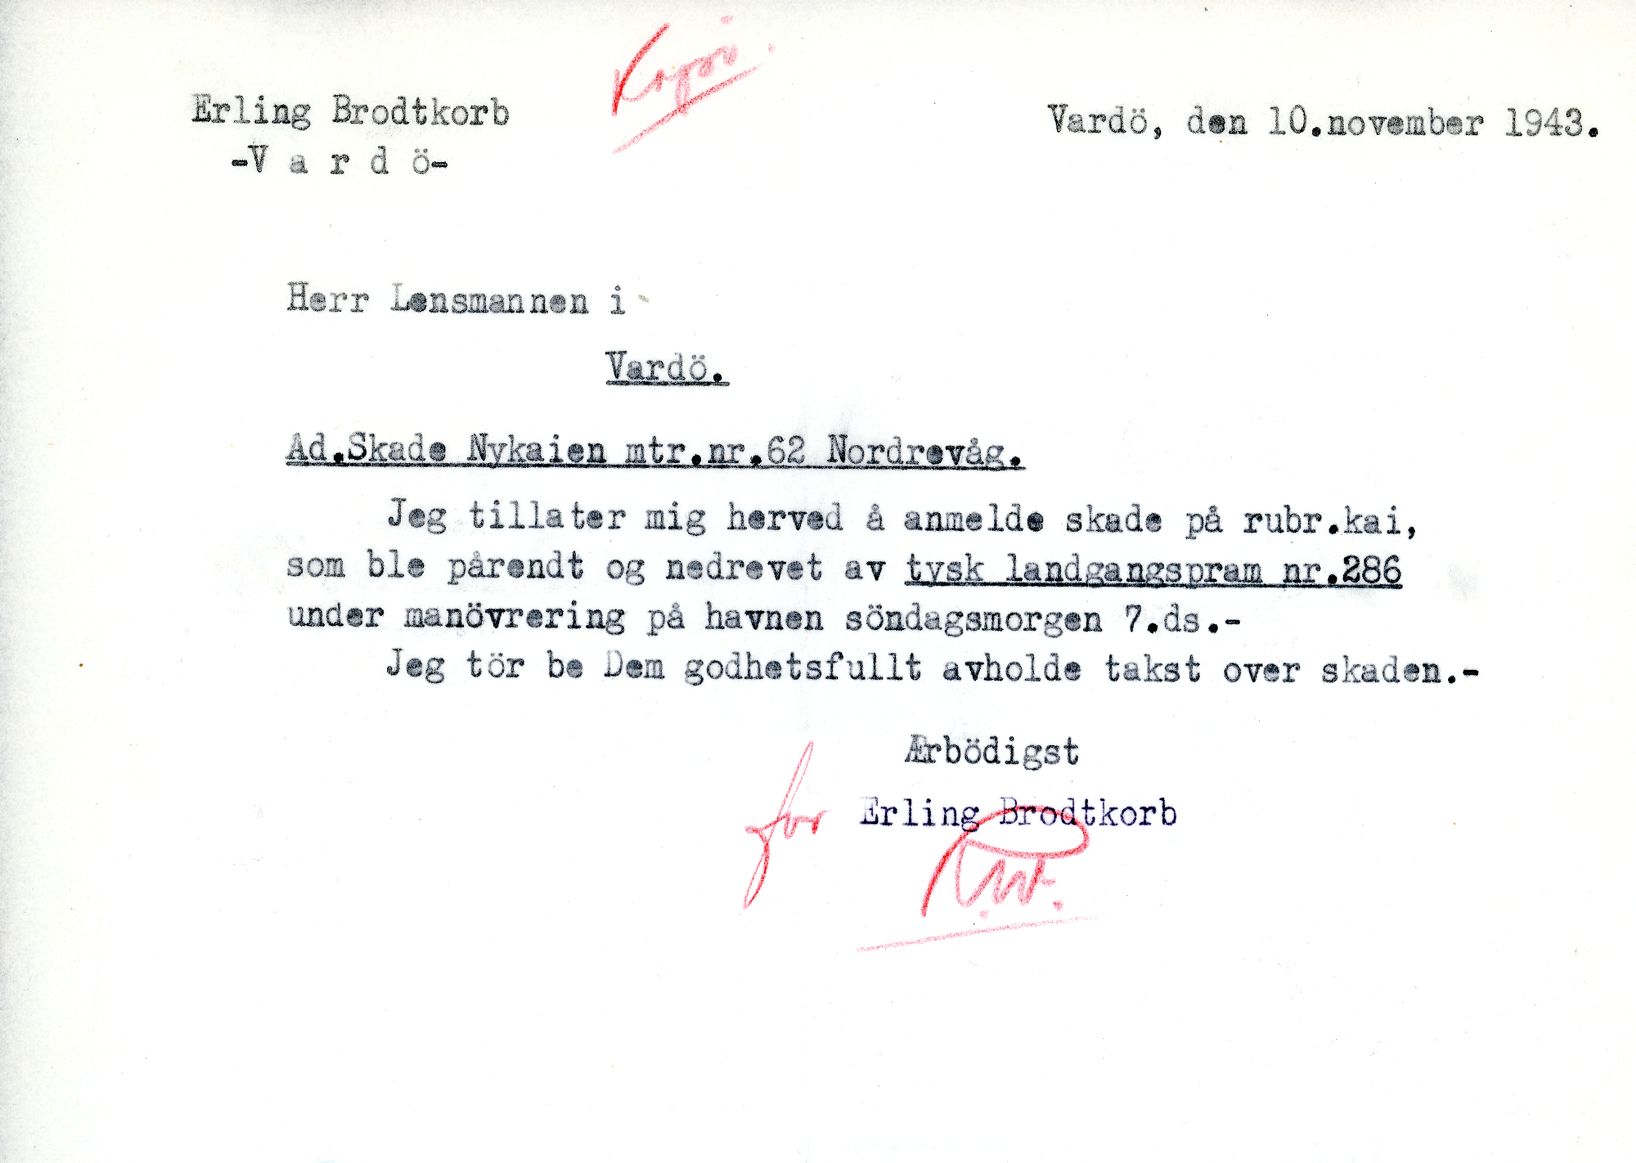 Kopi
Erling Brodtkorb
Vardö, den 10.november 1943.
-V a r d ö-
Herr Lensmannen i
Vardö.
Ad.Skade Nykaien mtr.nr.62 Nordrevåg.
Jeg tillater mig herved å anmelde skade på rubr.kai,
som ble pårendt og nedrevet av tysk landgangspram nr.286
under manövrering på havnen söndagsmorgen 7.ds.-
Jeg tör be Dem godhetsfullt avholde takst over skaden.-
Ærbödigst
for Erling Brodtkorb